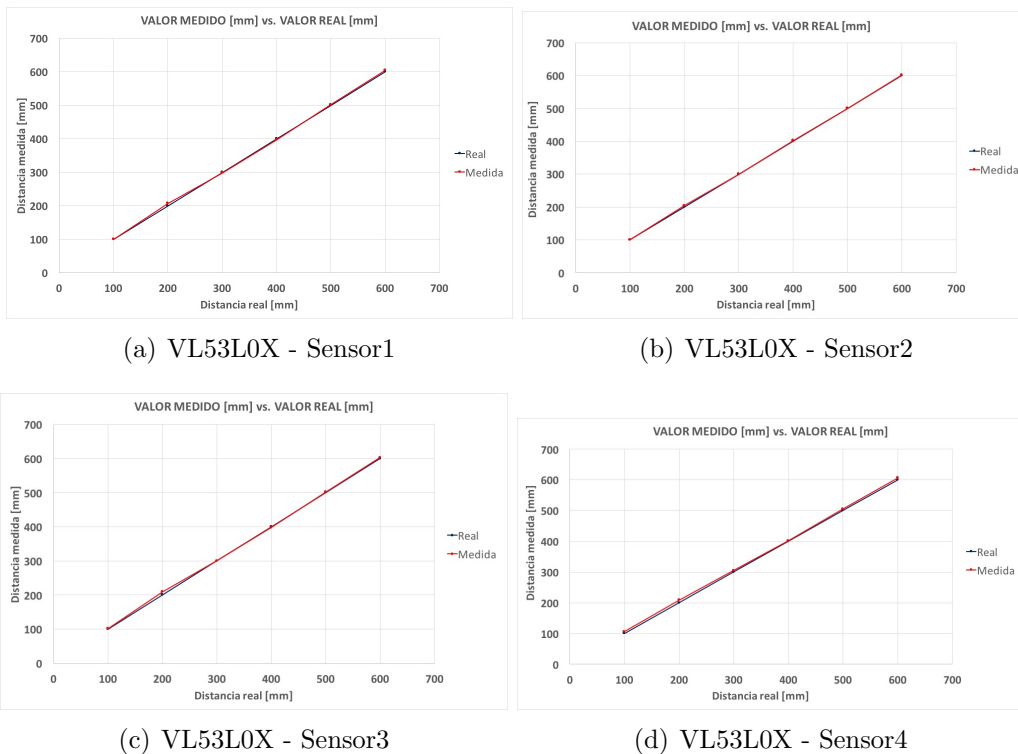 VALOR MEDIDO [mm] vs. VALOR REAL [mm]
Distancia medida [mm]
700
600
500
400
300
200
100
0
0 100 200 300 400 500 600 700
Distancia real [mm]
Real
Medida
(a) VL53L0X - Sensor1
VALOR MEDIDO [mm] vs. VALOR REAL [mm]
Distancia medida [mm]
700
600
500
400
300
200
100
0
0 100 200 300 400 500 600 700
Distancia real [mm]
Real
Medida
(b) VL53L0X - Sensor2
VALOR MEDIDO [mm] vs. VALOR REAL [mm]
Distancia medida [mm]
700
600
500
400
300
200
100
0
0 100 200 300 400 500 600 700
Distancia real [mm]
Real
Medida
(c) VL53L0X - Sensor3
VALOR MEDIDO [mm] vs. VALOR REAL [mm]
Distancia medida [mm]
700
600
500
400
300
200
100
0
0 100 200 300 400 500 600 700
Distancia real [mm]
Real
Medida
(d) VL53L0X - Sensor4